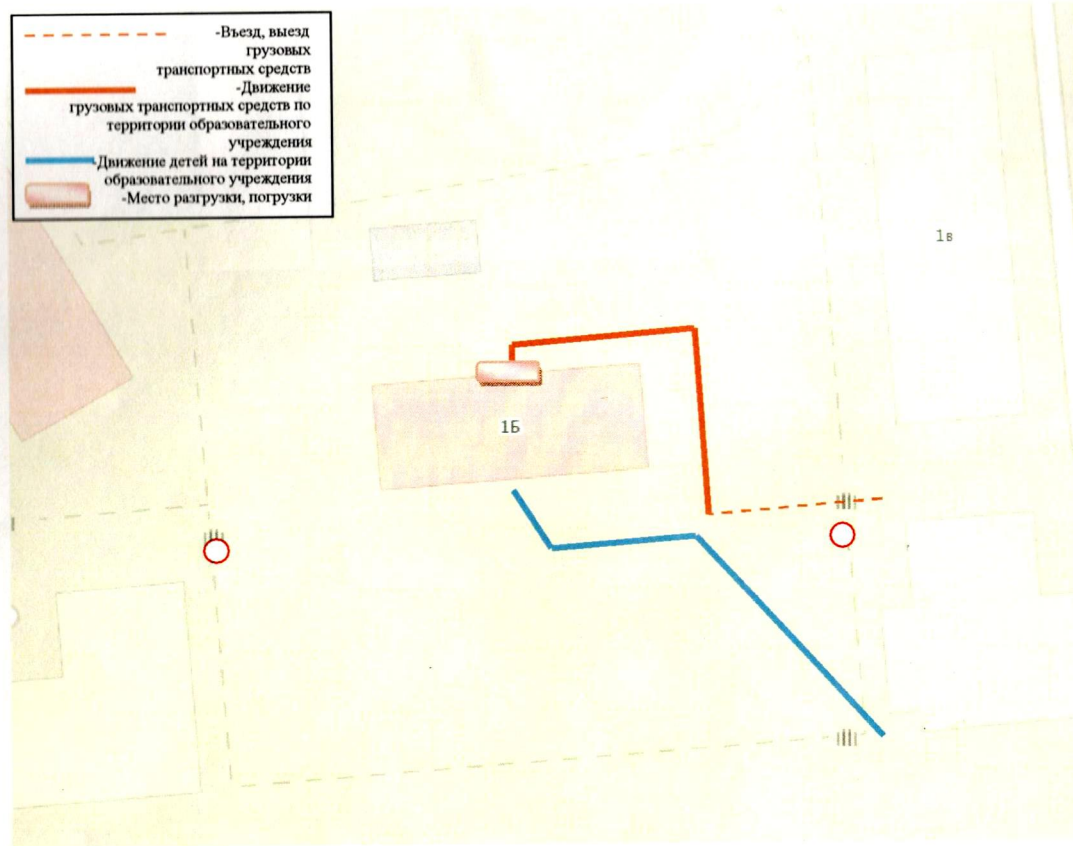 -Въезд, выезд
грузовых
транспортных средств
-Движение
грузовых транспортных средств по
территории образовательного
учреждения
-Движение детей на территории
образовательного учреждения
-Место разгрузки, погрузки
1в
1Б